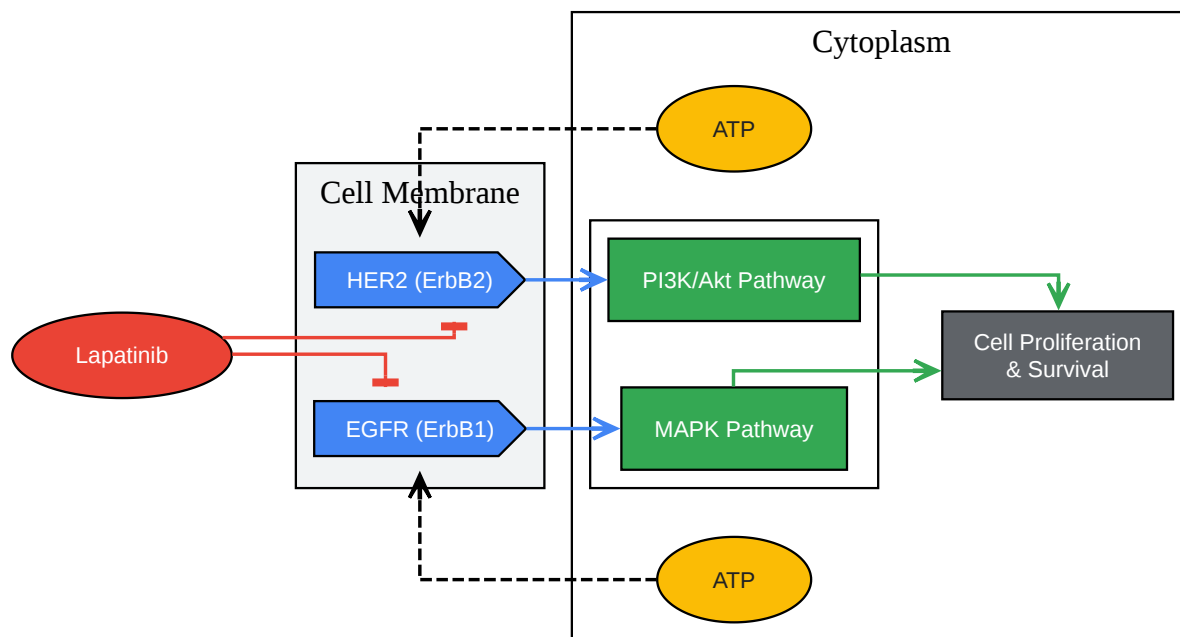 Cytoplasm
ATP
Cell Membrane
HER2 (ErbB2)
PI3K/Akt Pathway
Lapatinib
Cell Proliferation
& Survival
EGFR (ErbB1)
MAPK Pathway
ATP